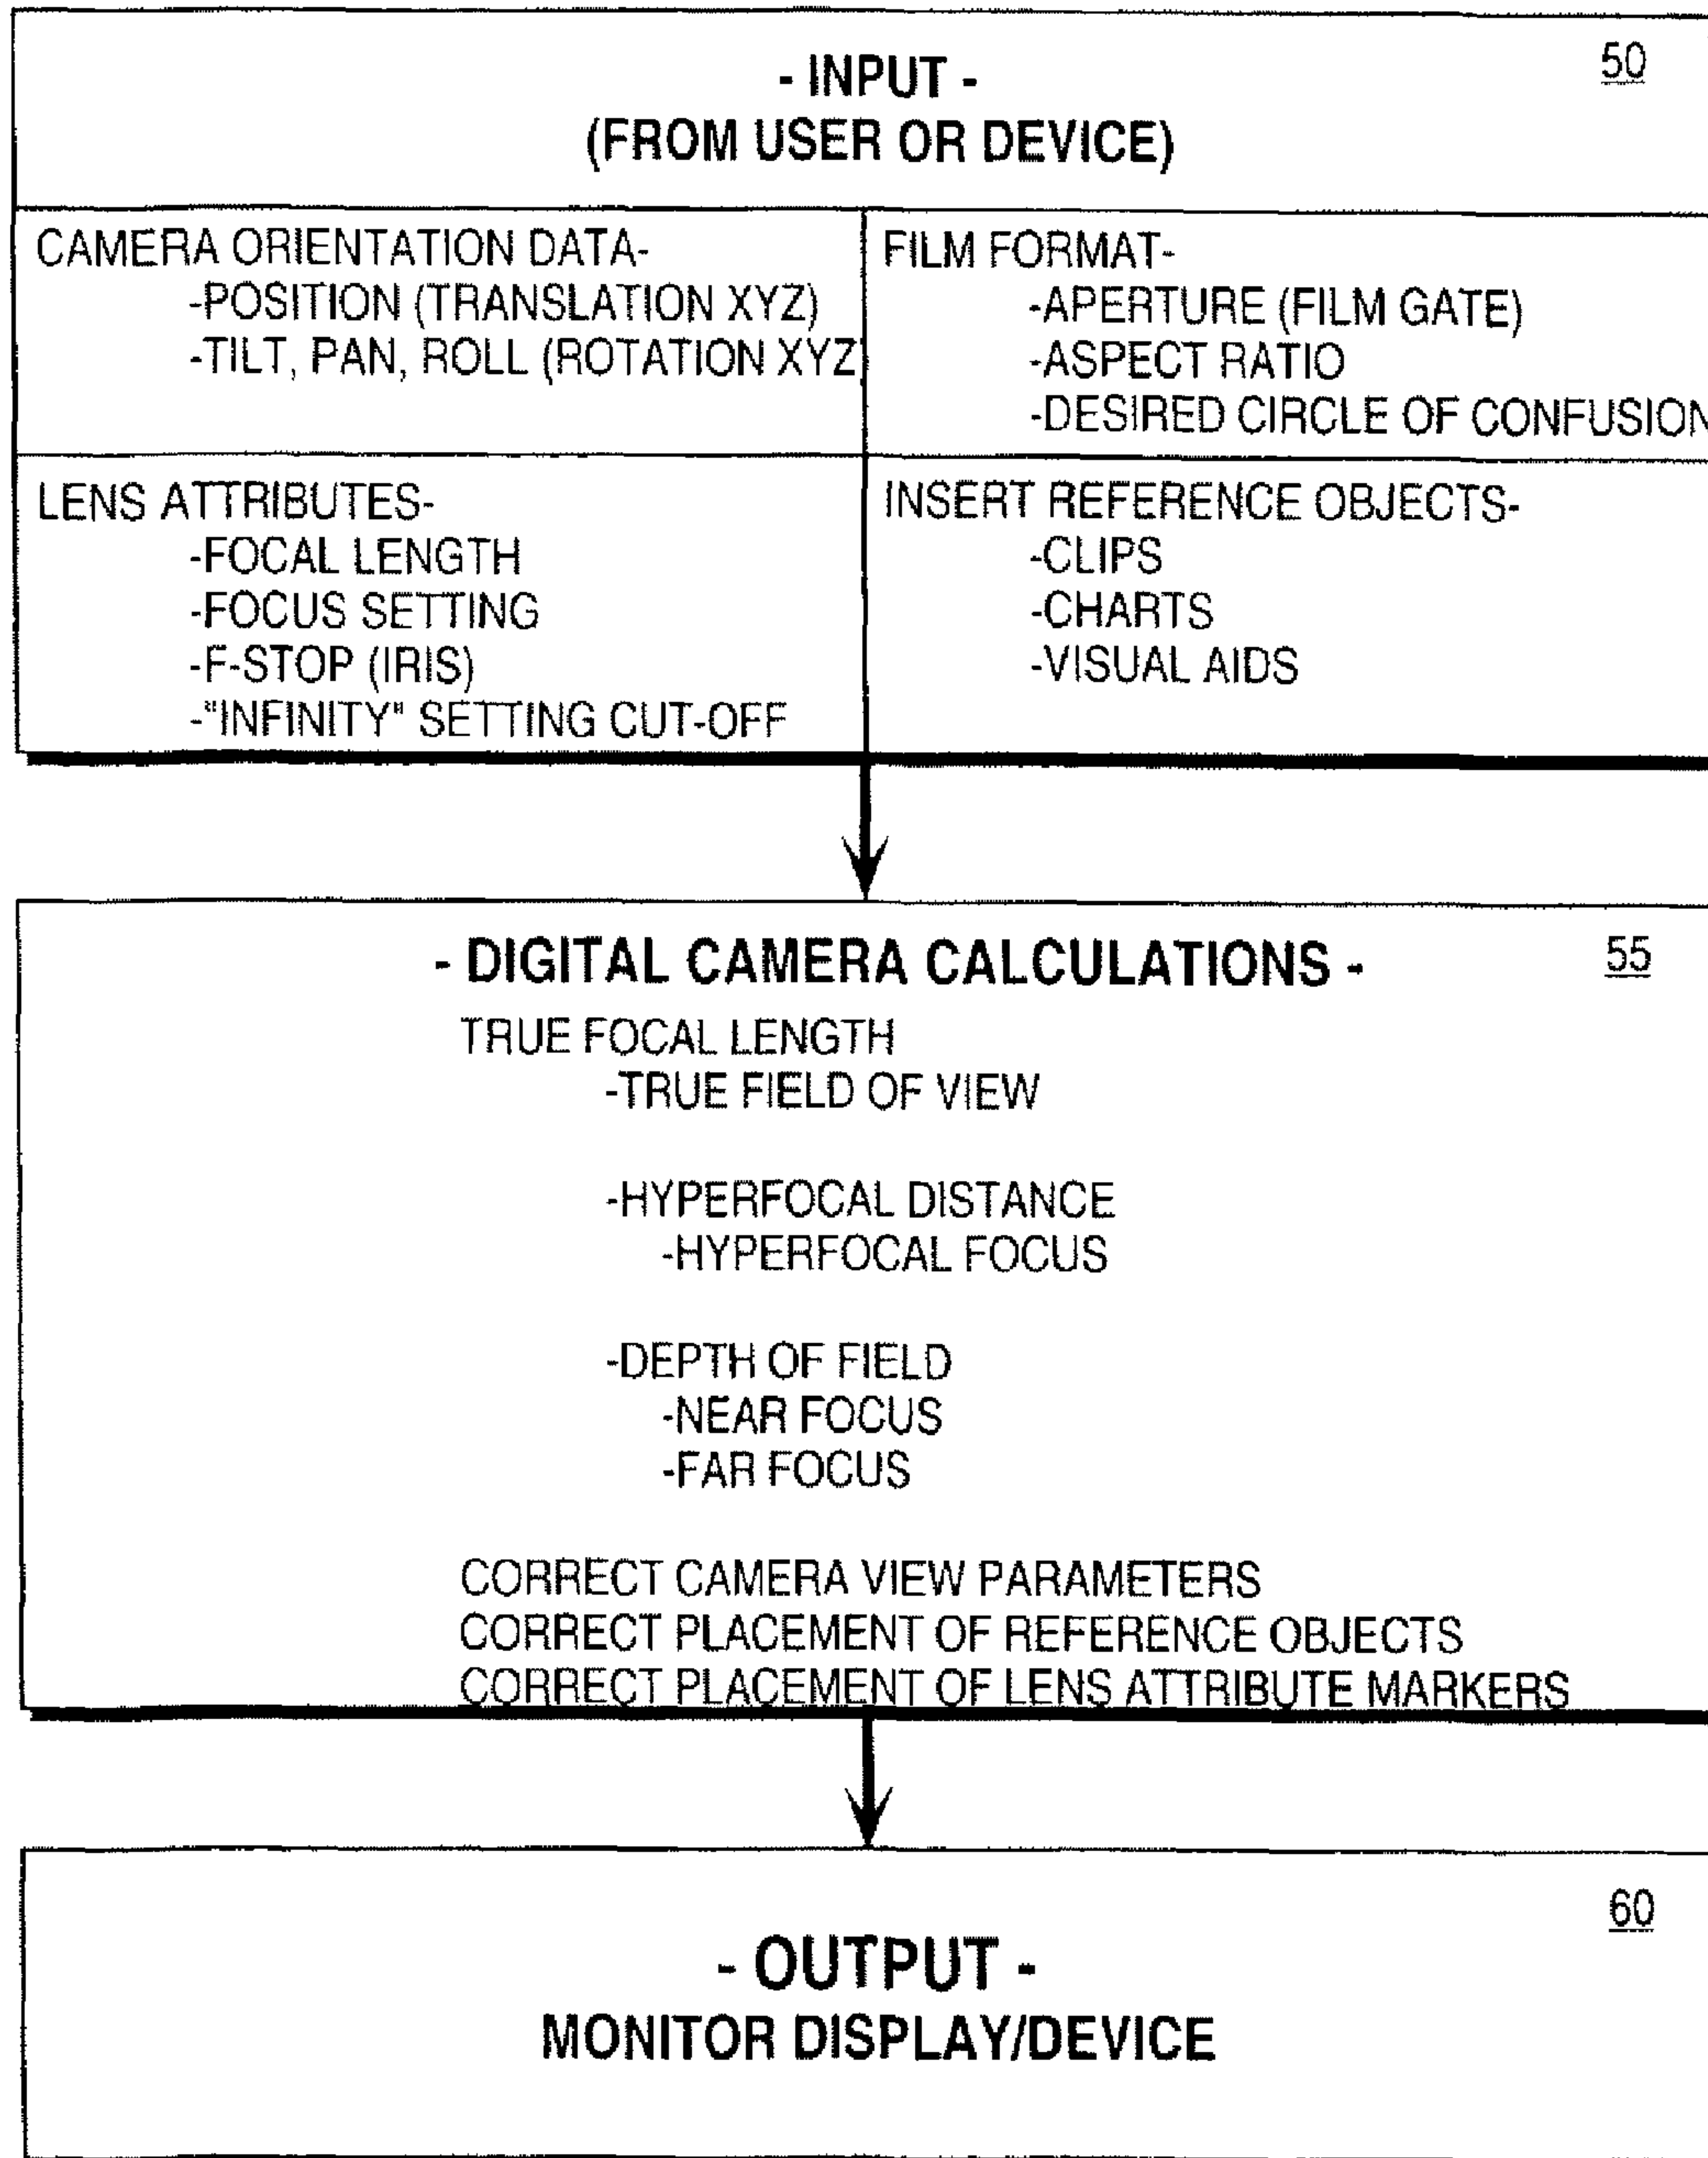 - INPUT -
50
(FROM USER OR DEVICE)
CAMERA ORIENTATION DATA-
-POSITION (TRANSLATION XYZ)
-TILT, PAN, ROLL (ROTATION XYZ)
FILM FORMAT-
-APERTURE (FILM GATE)
-ASPECT RATIO
-DESIRED CIRCLE OF CONFUSION
LENS ATTRIBUTES-
-FOCAL LENGTH
-FOCUS SETTING
-F-STOP (IRIS)
-"INFINITY" SETTING CUT-OFF
INSERT REFERENCE OBJECTS-
-CLIPS
-CHARTS
-VISUAL AIDS
- DIGITAL CAMERA CALCULATIONS -
55
TRUE FOCAL LENGTH
-TRUE FIELD OF VIEW
-HYPERFOCAL DISTANCE
-HYPERFOCAL FOCUS
-DEPTH OF FIELD
-NEAR FOCUS
-FAR FOCUS
CORRECT CAMERA VIEW PARAMETERS
CORRECT PLACEMENT OF REFERENCE OBJECTS
CORRECT PLACEMENT OF LENS ATTRIBUTE MARKERS
60
- OUTPUT -
MONITOR DISPLAY/DEVICE